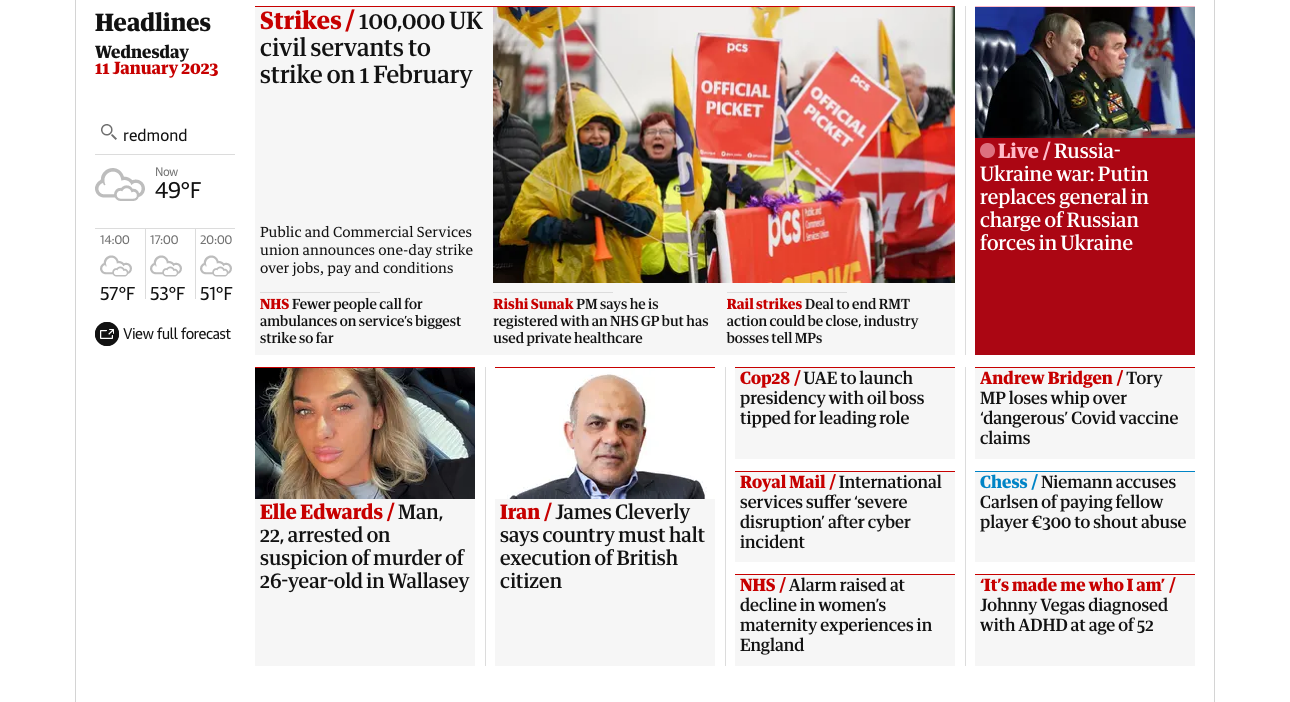 Headlines
Wednesday
11 January 2023
redmond
Now
49°F
14:00
17:00
20:00
57°F
53°F
51°F
View full forecast
Strikes / 100,000 UK
civil servants to
strike on 1 February
Public and Commercial Services
union announces one-day strike
over jobs, pay and conditions
pcs
OFFICIAL
PICKET
pcs
OFFICIAL
PICKET
pcs
Public and
Commercial
Services Union
STRIKE
MT
Live / Russia-
Ukraine war: Putin
replaces general in
charge of Russian
forces in Ukraine
NHS Fewer people call for
ambulances on service's biggest
strike so far
Rishi Sunak PM says he is
registered with an NHS GP but has
used private healthcare
Rail strikes Deal to end RMT
action could be close, industry
bosses tell MPs
Elle Edwards / Man,
22, arrested on
suspicion of murder of
26-year-old in Wallasey
Iran / James Cleverly
says country must halt
execution of British
citizen
Cop28 / UAE to launch
presidency with oil boss
tipped for leading role
Royal Mail / International
services suffer 'severe
disruption' after cyber
incident
NHS / Alarm raised at
decline in women's
maternity experiences in
England
Andrew Bridgen / Tory
MP loses whip over
'dangerous' Covid vaccine
claims
Chess / Niemann accuses
Carlsen of paying fellow
player €300 to shout abuse
'It's made me who I am' /
Johnny Vegas diagnosed
with ADHD at age of 52